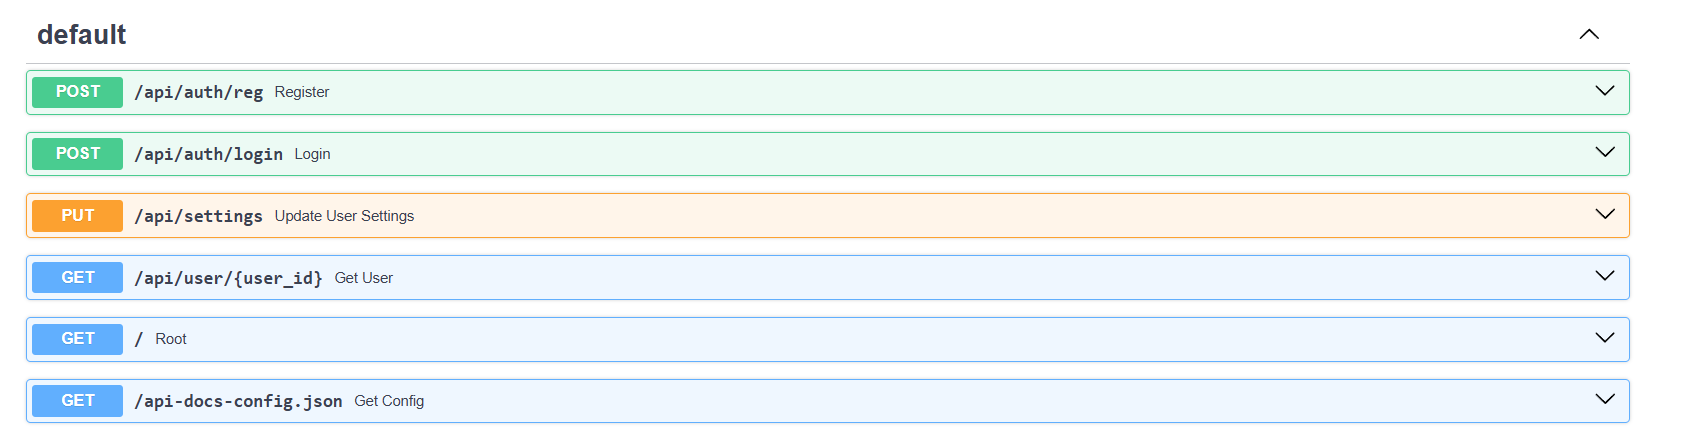 default
POST /api/auth/reg Register
POST /api/auth/login Login
PUT /api/settings Update User Settings
GET /api/user/{user_id} Get User
GET / Root
GET /api-docs-config.json Get Config